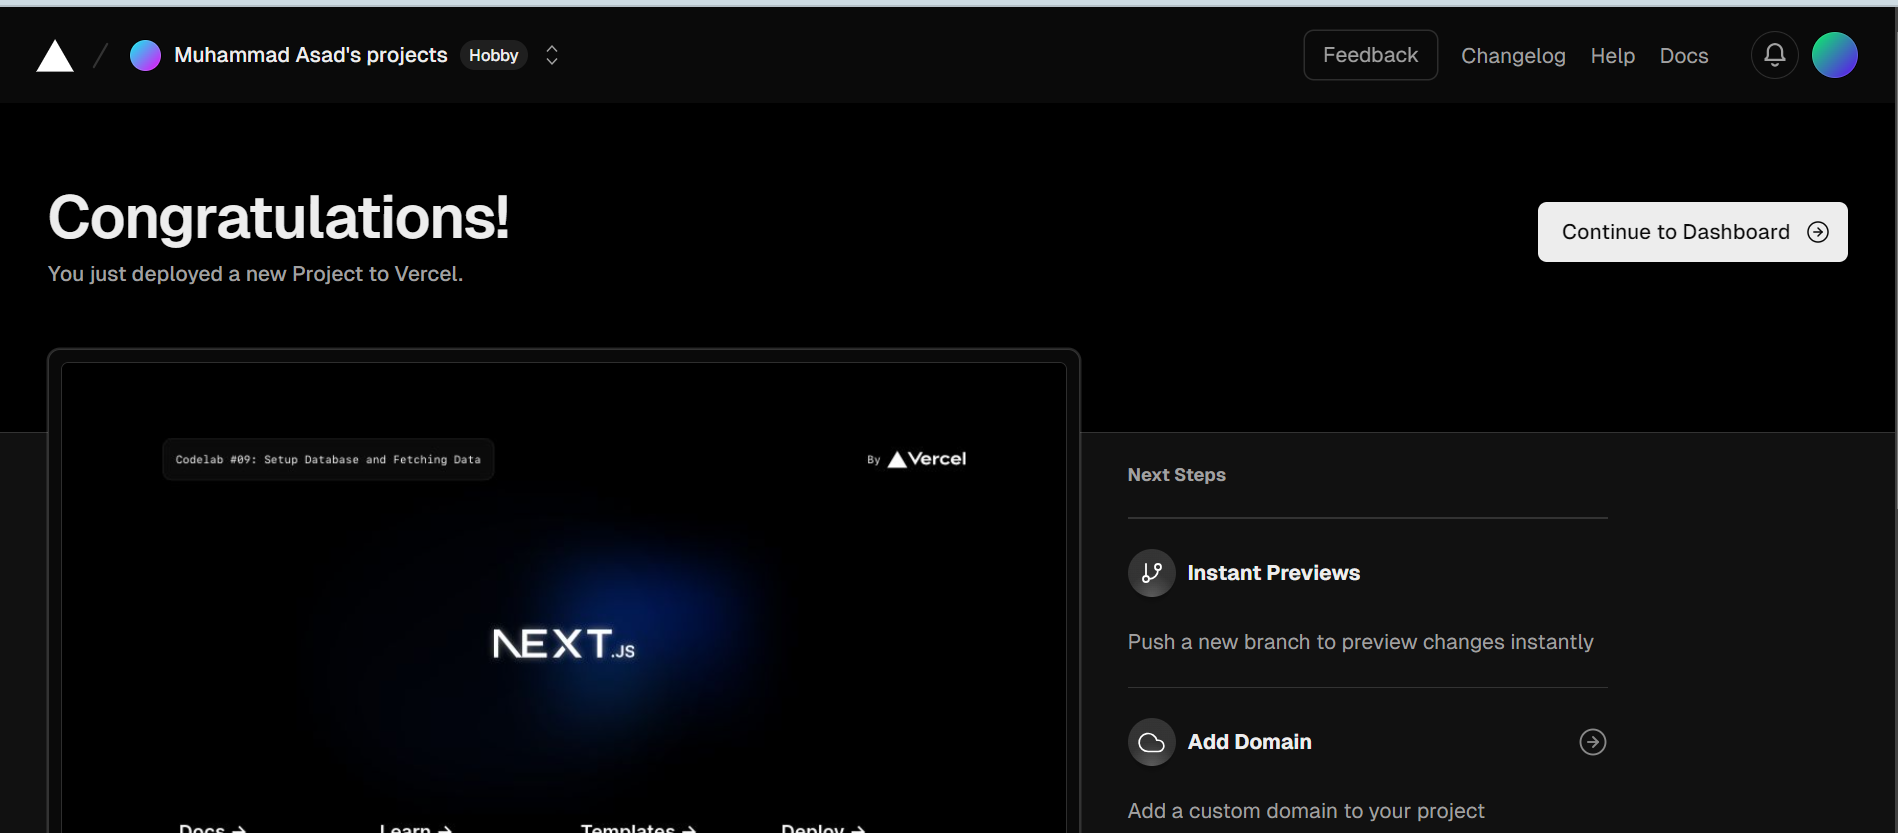 Muhammad Asad's projects Hobby
Feedback Changelog Help Docs
Congratulations!
You just deployed a new Project to Vercel.
Continue to Dashboard
Codelab #09: Setup Database and Fetching Data
By Vercel
NEXT.JS
Docs → Learn → Templates → Deploy →
Next Steps
Instant Previews
Push a new branch to preview changes instantly
Add Domain
Add a custom domain to your project